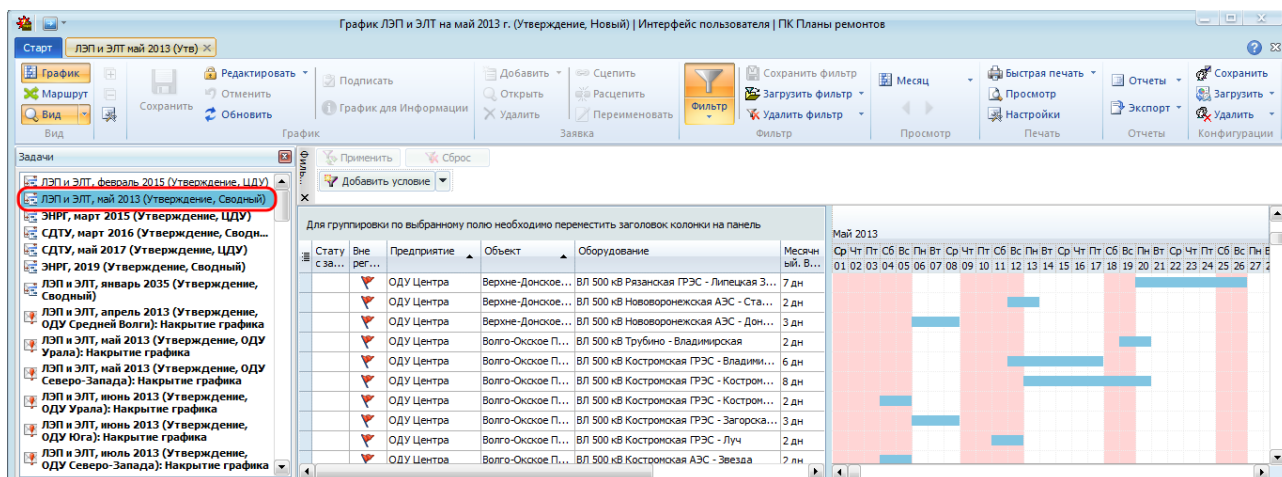 График ЛЭП и ЭЛТ на май 2013 г. (Утверждение, Новый) | Интерфейс пользователя | ПК Планы ремонтов
Старт ЛЭП и ЭЛТ май 2013 (Утв)
График Редактировать Подписать Добавить Сцепить Сохранить фильтр Месяц Быстрая печать Отчеты Сохранить
Маршрут Сохранить Отменить График для Информации Открыть Расцепить Фильтр Загрузить фильтр Просмотр Экспорт Загрузить
Вид Обновить Удалить Переименовать Удалить фильтр Настройки Удалить
Вид График Заявка Фильтр Просмотр Печать Отчеты Конфигурации
Задачи
ЛЭП и ЭЛТ, февраль 2015 (Утверждение, ЦДУ)
ЛЭП и ЭЛТ, май 2013 (Утверждение, Сводный)
ЭНРГ, март 2015 (Утверждение, ЦДУ)
СДТУ, март 2016 (Утверждение, Сводн...
СДТУ, май 2017 (Утверждение, ЦДУ)
ЭНРГ, 2019 (Утверждение, Сводный)
ЛЭП и ЭЛТ, январь 2035 (Утверждение,
Сводный)
ЛЭП и ЭЛТ, апрель 2013 (Утверждение,
ОДУ Средней Волги): Накрытие графика
ЛЭП и ЭЛТ, май 2013 (Утверждение, ОДУ
Урала): Накрытие графика
ЛЭП и ЭЛТ, май 2013 (Утверждение, ОДУ
Северо-Запада): Накрытие графика
ЛЭП и ЭЛТ, июнь 2013 (Утверждение,
ОДУ Урала): Накрытие графика
ЛЭП и ЭЛТ, июнь 2013 (Утверждение,
ОДУ Юга): Накрытие графика
ЛЭП и ЭЛТ, июль 2013 (Утверждение,
ОДУ Северо-Запада): Накрытие графика
Филь...
Применить Сброс
Добавить условие
Для группировки по выбранному полю необходимо переместить заголовок колонки на панель
Стату Вне Предприятие Объект Оборудование Месячн
с за... рег... ый. В...
ОДУ Центра Верхне-Донское... ВЛ 500 кВ Рязанская ГРЭС - Липецкая З... 7 дн
ОДУ Центра Верхне-Донское... ВЛ 500 кВ Нововоронежская АЭС - Ста... 2 дн
ОДУ Центра Верхне-Донское... ВЛ 500 кВ Нововоронежская АЭС - Дон... 3 дн
ОДУ Центра Волго-Окское П... ВЛ 500 кВ Трубино - Владимирская 2 дн
ОДУ Центра Волго-Окское П... ВЛ 500 кВ Костромская ГРЭС - Владими... 6 дн
ОДУ Центра Волго-Окское П... ВЛ 500 кВ Костромская ГРЭС - Костром... 8 дн
ОДУ Центра Волго-Окское П... ВЛ 500 кВ Костромская ГРЭС - Костром... 2 дн
ОДУ Центра Волго-Окское П... ВЛ 500 кВ Костромская ГРЭС - Загорска... 3 дн
ОДУ Центра Волго-Окское П... ВЛ 500 кВ Костромская ГРЭС - Луч 2 дн
ОДУ Центра Волго-Окское П... ВЛ 500 кВ Костромская АЭС - Звезда 2 дн
Май 2013
Ср Чт Пт Сб Вс Пн Вт Ср Чт Пт Сб Вс Пн Вт Ср Чт Пт Сб Вс Пн Вт Ср Чт Пт Сб Вс Пн
01 02 03 04 05 06 07 08 09 10 11 12 13 14 15 16 17 18 19 20 21 22 23 24 25 26 27